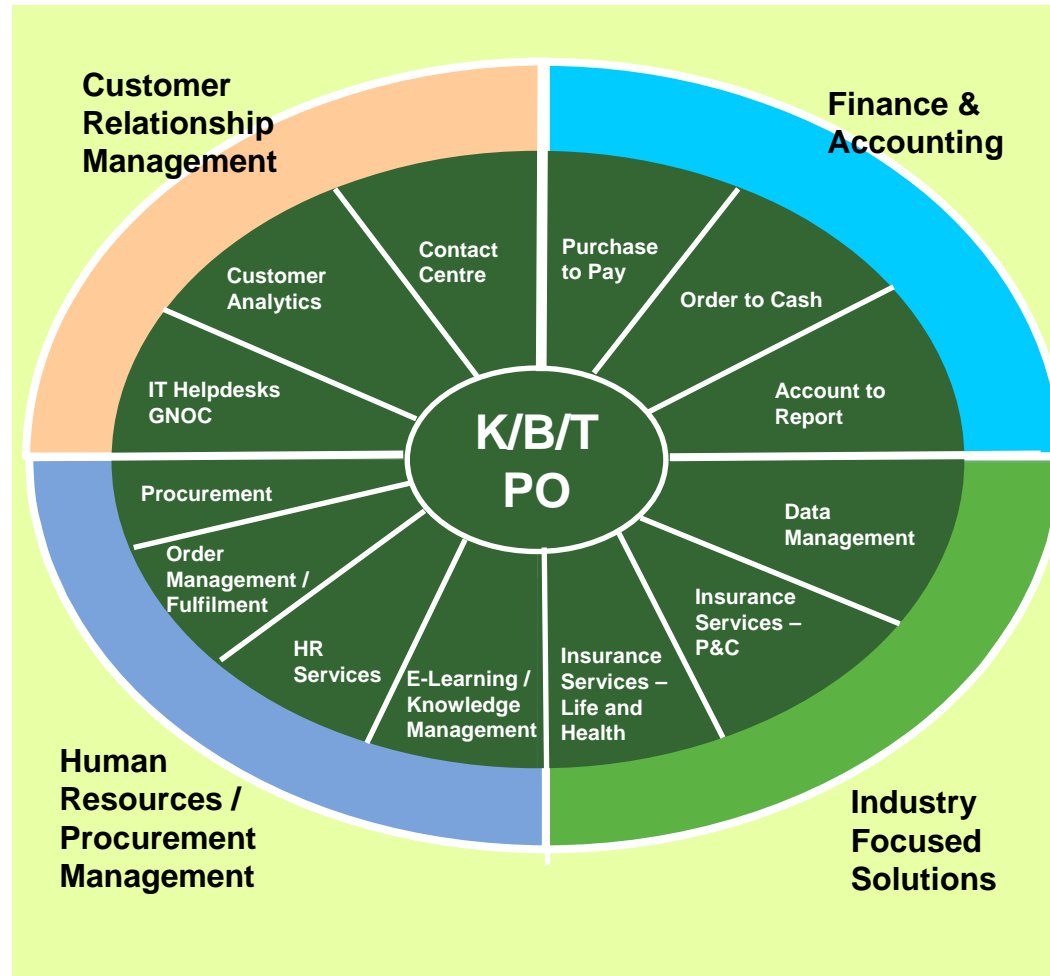 Customer
Relationship
Management
Finance &
Accounting
Contact
Centre
Purchase
to Pay
Customer
Analytics
Order to Cash
IT Helpdesks
GNOC
Account to
Report
K/B/T
PO
Procurement
Data
Management
Order
Management /
Fulfilment
Insurance
Services –
P&C
HR
Services
E-Learning /
Knowledge
Management
Insurance
Services –
Life and
Health
Human
Resources /
Procurement
Management
Industry
Focused
Solutions